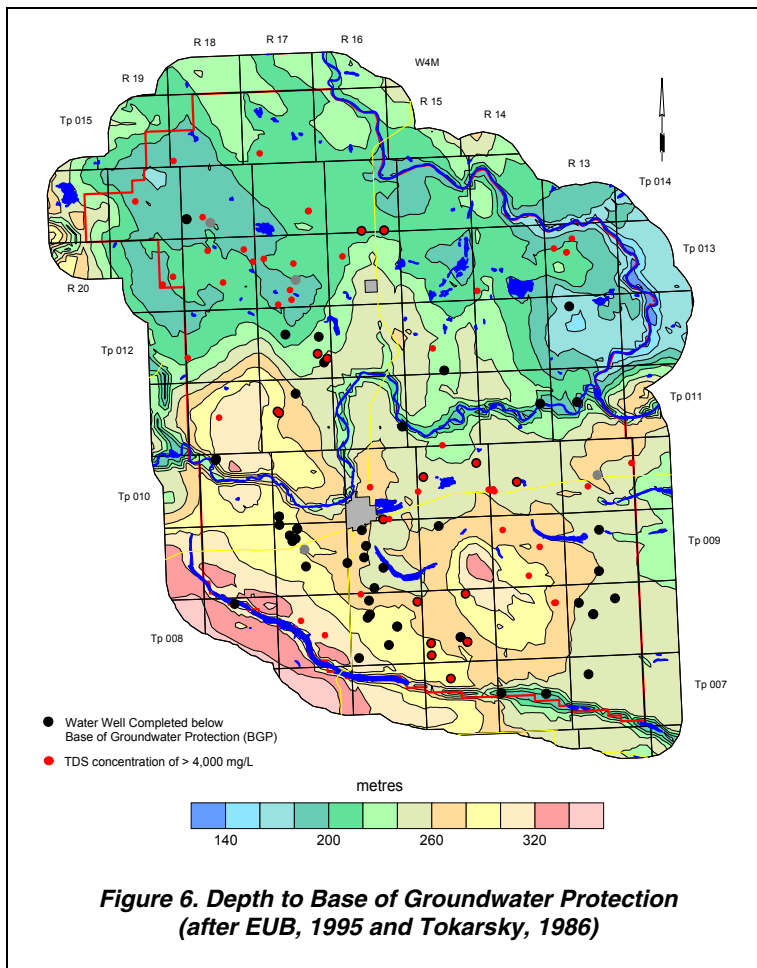 R 16
R 17
R 18
W4M
R 19
R 15
R 14
Tp 015
R 13
Tp 014
Tp 013
R 20
Tp 012
Tp 011
Tp 010
Tp 009
Tp 008
Tp 007
Water Well Completed below
Base of Groundwater Protection (BGP)
TDS concentration of > 4,000 mg/L
metres
140 200 260 320
Figure 6. Depth to Base of Groundwater Protection
(after EUB, 1995 and Tokarsky, 1986)